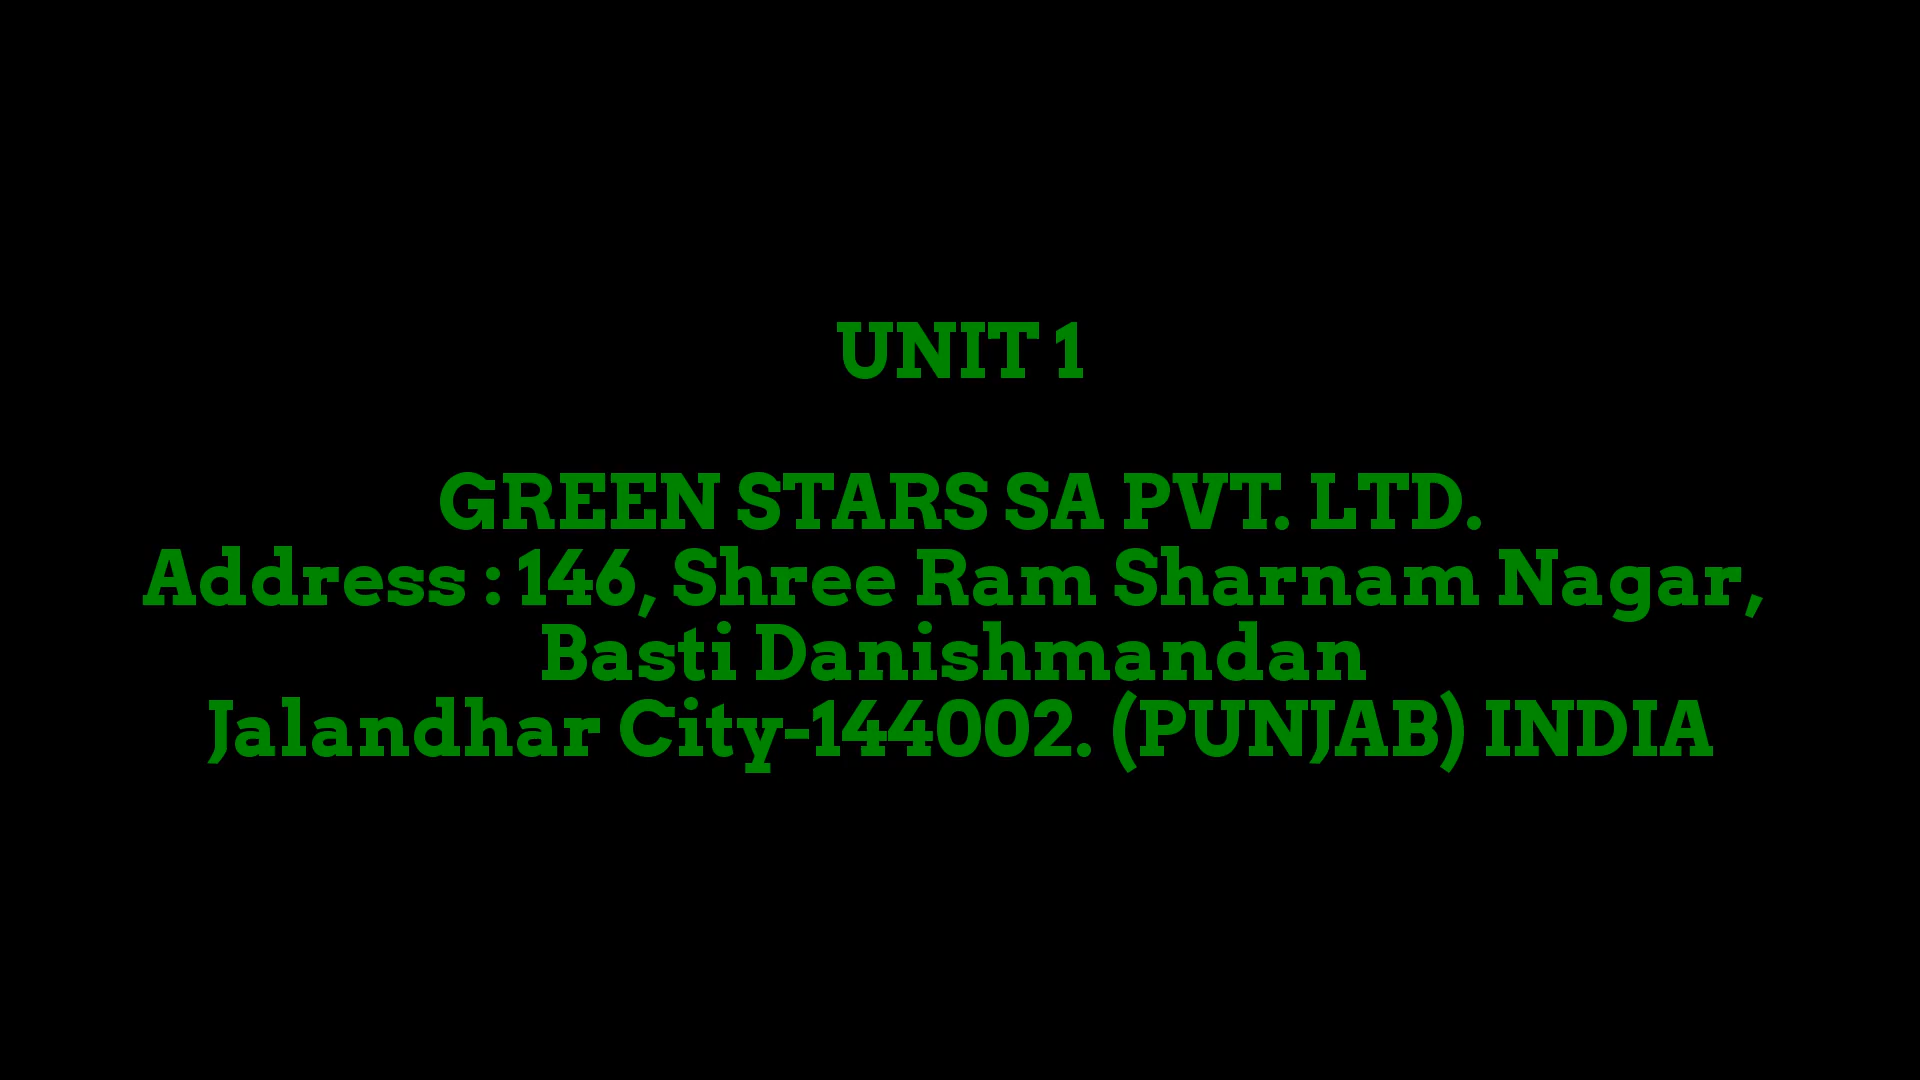 UNIT 1
GREEN STARS SA PVT. LTD.
Address : 146, Shree Ram Sharnam Nagar,
Basti Danishmandan
Jalandhar City-144002. (PUNJAB) INDIA